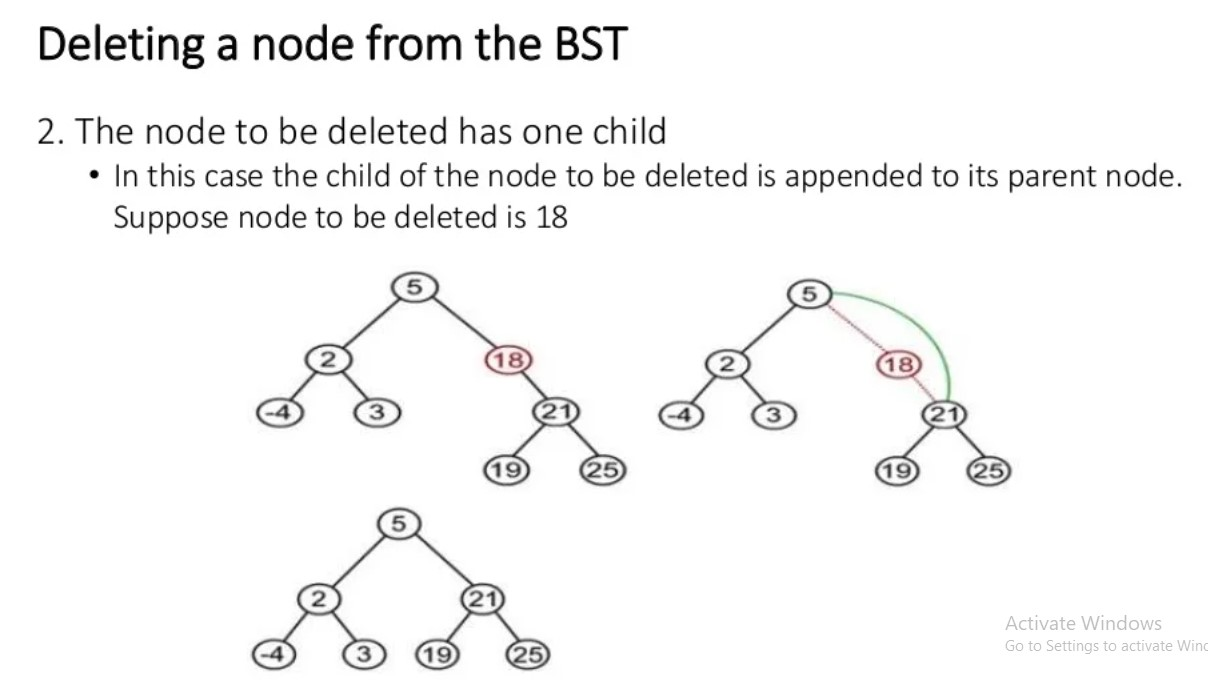 Deleting a node from the BST
2. The node to be deleted has one child
• In this case the child of the node to be deleted is appended to its parent node.
Suppose node to be deleted is 18
5
2 18
-4 3 21
19 25
5
2 18
-4 3 21
19 25
5
2 21
-4 3 19 25
Activate Windows
Go to Settings to activate Winc